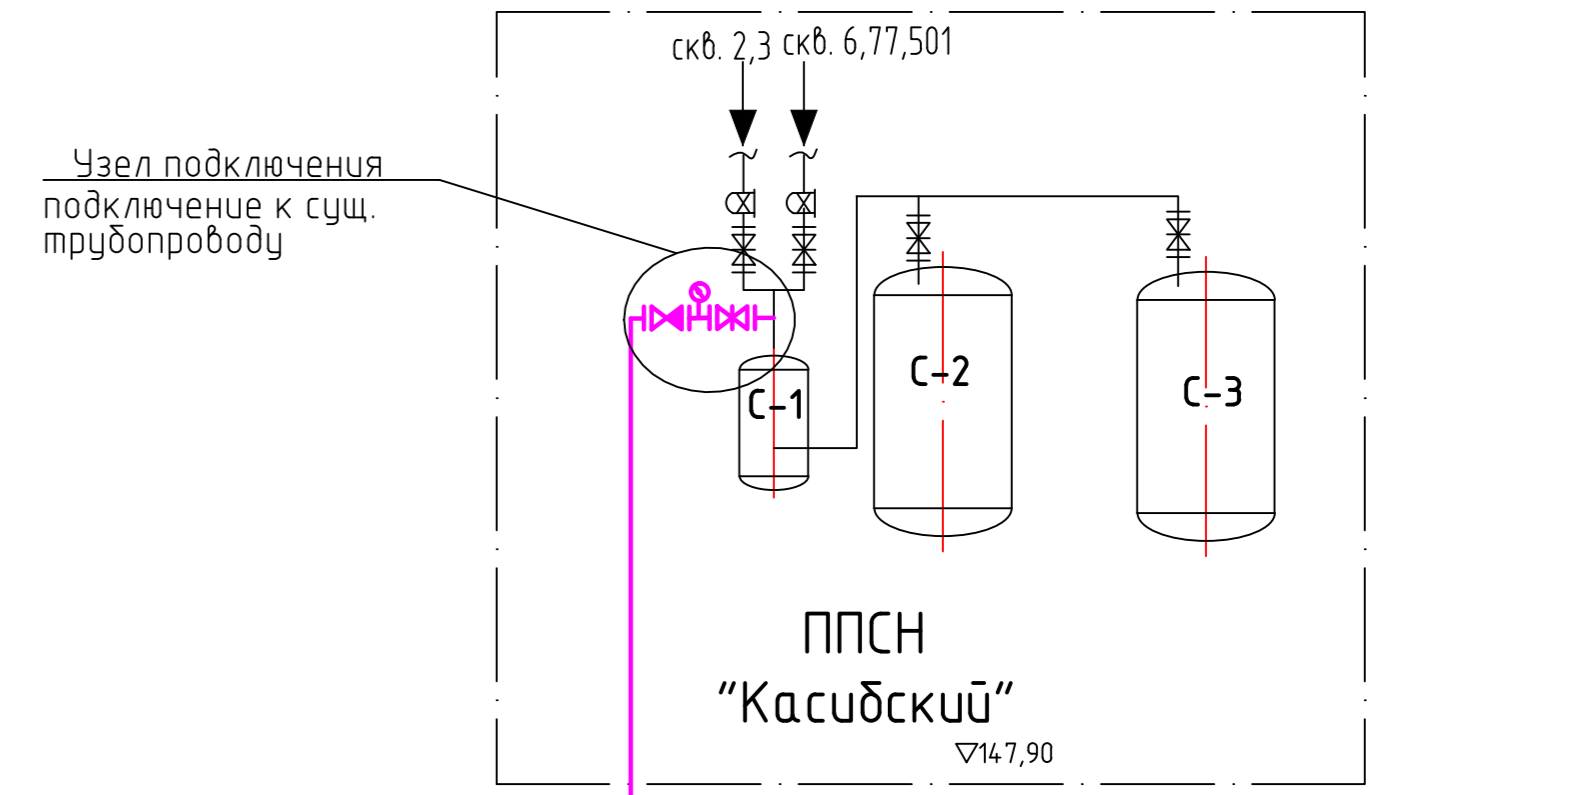 скв. 2,3 скв. 6,77,501
Узел подключения
подключение к сущ.
трубопроводу
С-1
С-2
С-3
ППСН
"Касибский"
▽147,90